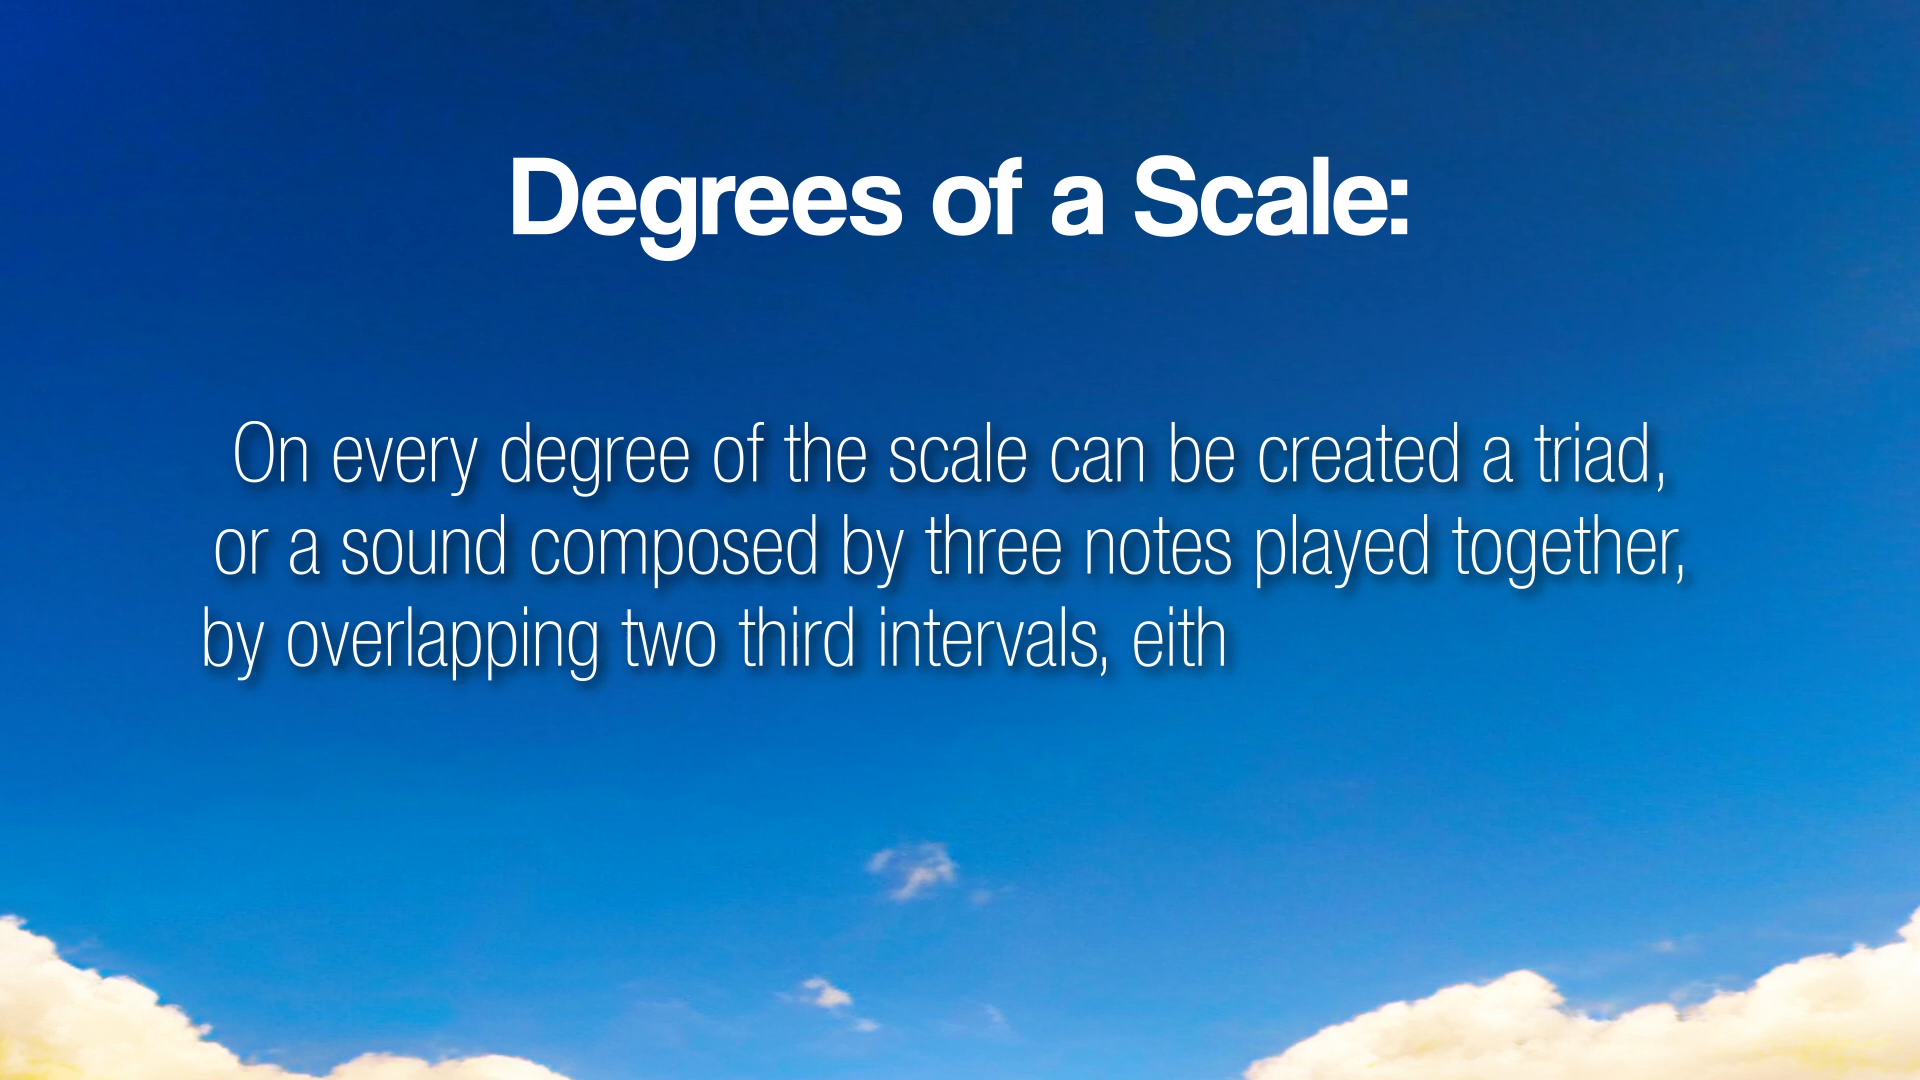 Degrees of a Scale:
On every degree of the scale can be created a triad,
or a sound composed by three notes played together,
by overlapping two third intervals, eith